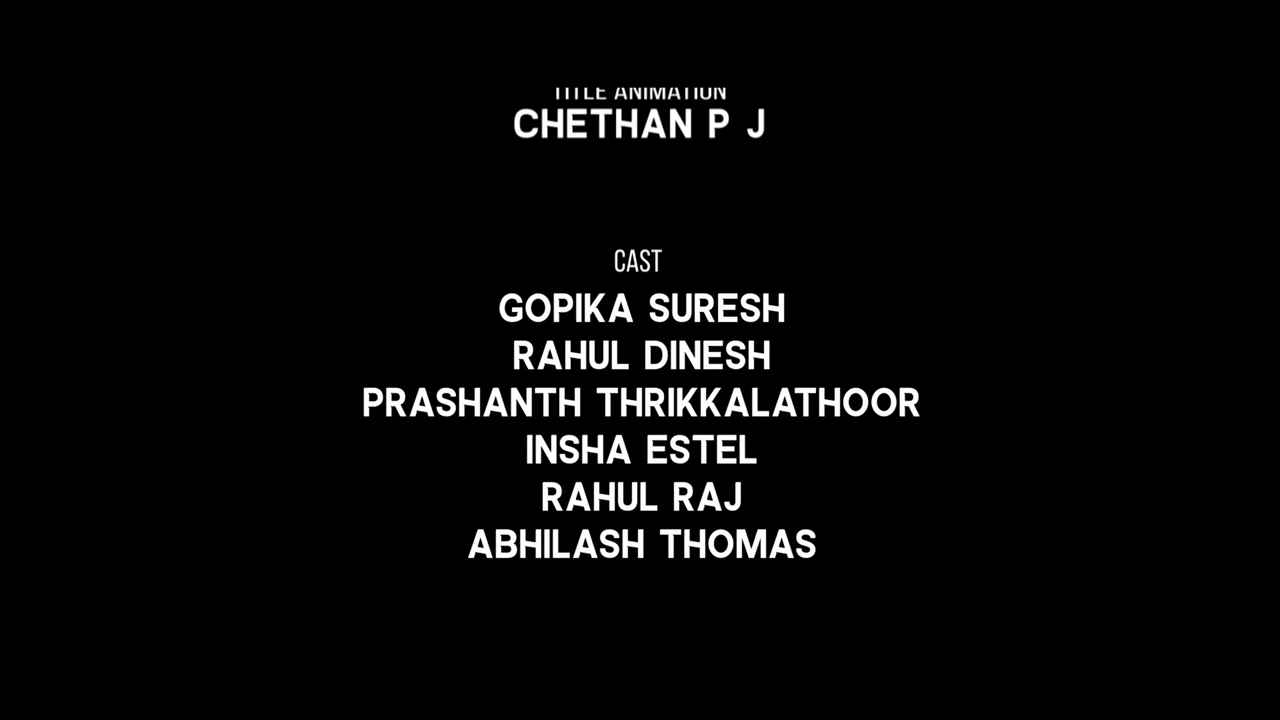 TITLE ANIMATION
CHETHAN P J
CAST
GOPIKA SURESH
RAHUL DINESH
PRASHANTH THRIKKALATHOOR
INSHA ESTEL
RAHUL RAJ
ABHILASH THOMAS